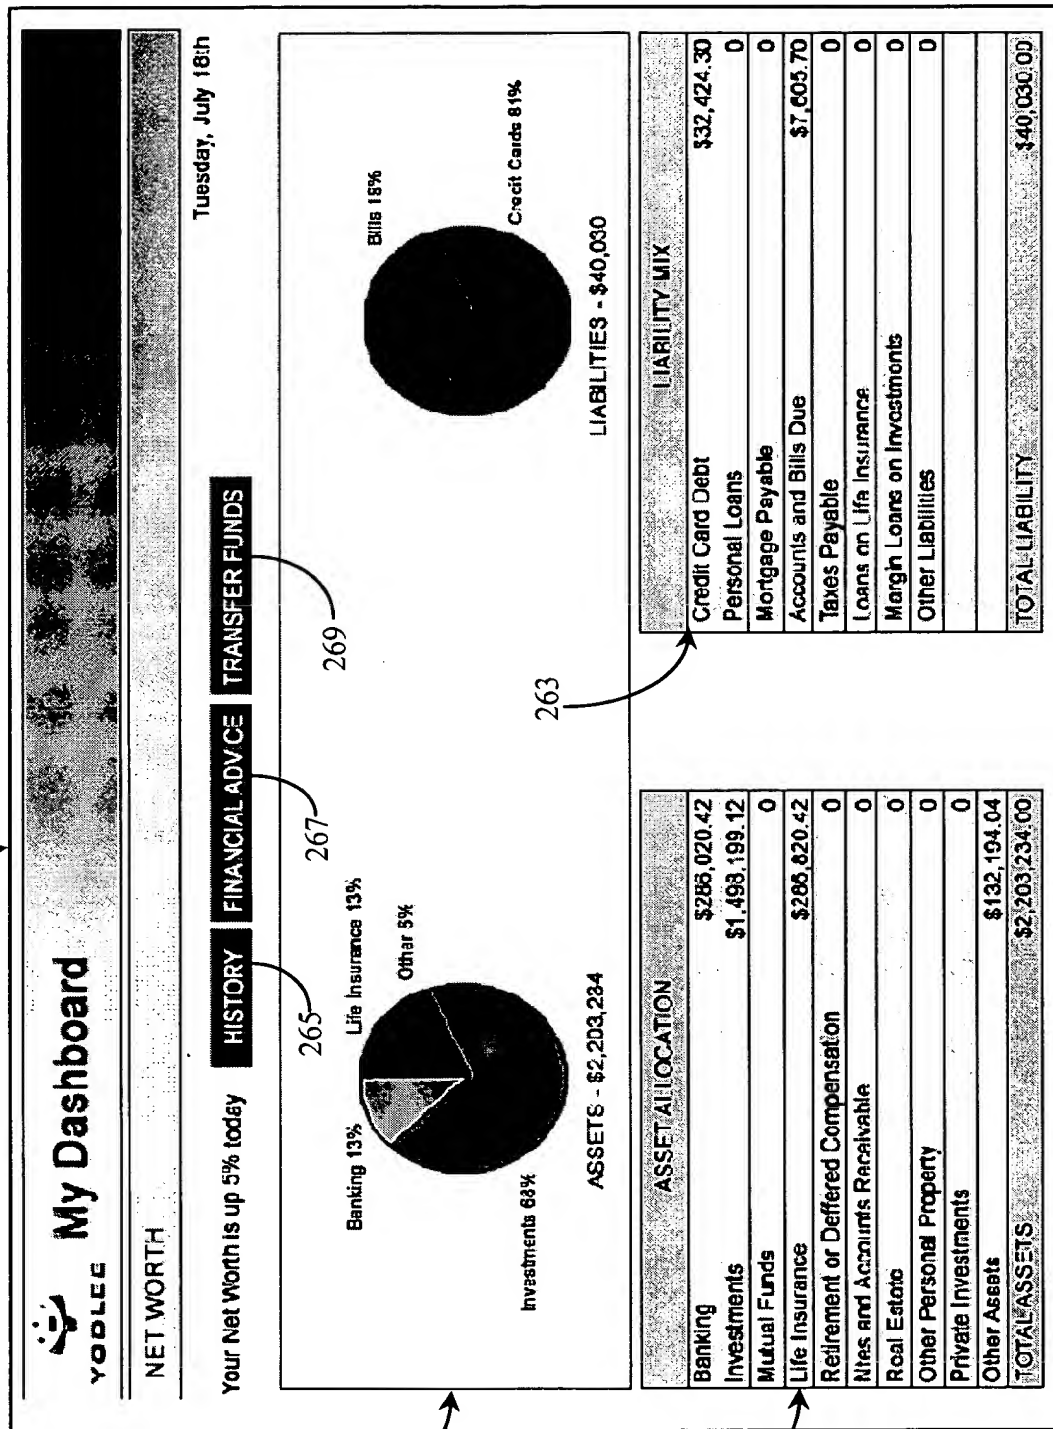 YODLEE My Dashboard
NET WORTH
Tuesday, July 18th
Your Net Worth is up 5% today
HISTORY FINANCIAL ADVICE TRANSFER FUNDS
265
267
269
Banking 13%
Life Insurance 13%
Other 5%
Investments 68%
ASSETS - $2,203,234
Bills 18%
Credit Cards 81%
LIABILITIES - $40,030
263
ASSET ALLOCATION
Banking $286,020.42
Investments $1,498,199.12
Mutual Funds 0
Life Insurance $286,820.42
Retirement or Deffered Compensation 0
Ntes and Accounts Receivable 0
Real Estate 0
Other Personal Property 0
Private Investments 0
Other Assets $132,194.04
TOTAL ASSETS $2,203,234.00
LIABILITY MIX
Credit Card Debt $32,424.30
Personal Loans 0
Mortgage Payable 0
Accounts and Bills Due $7,605.70
Taxes Payable 0
Loans on Life Insurance 0
Margin Loans on Investments 0
Other Liabilities 0
TOTAL LIABILITY $40,030.00